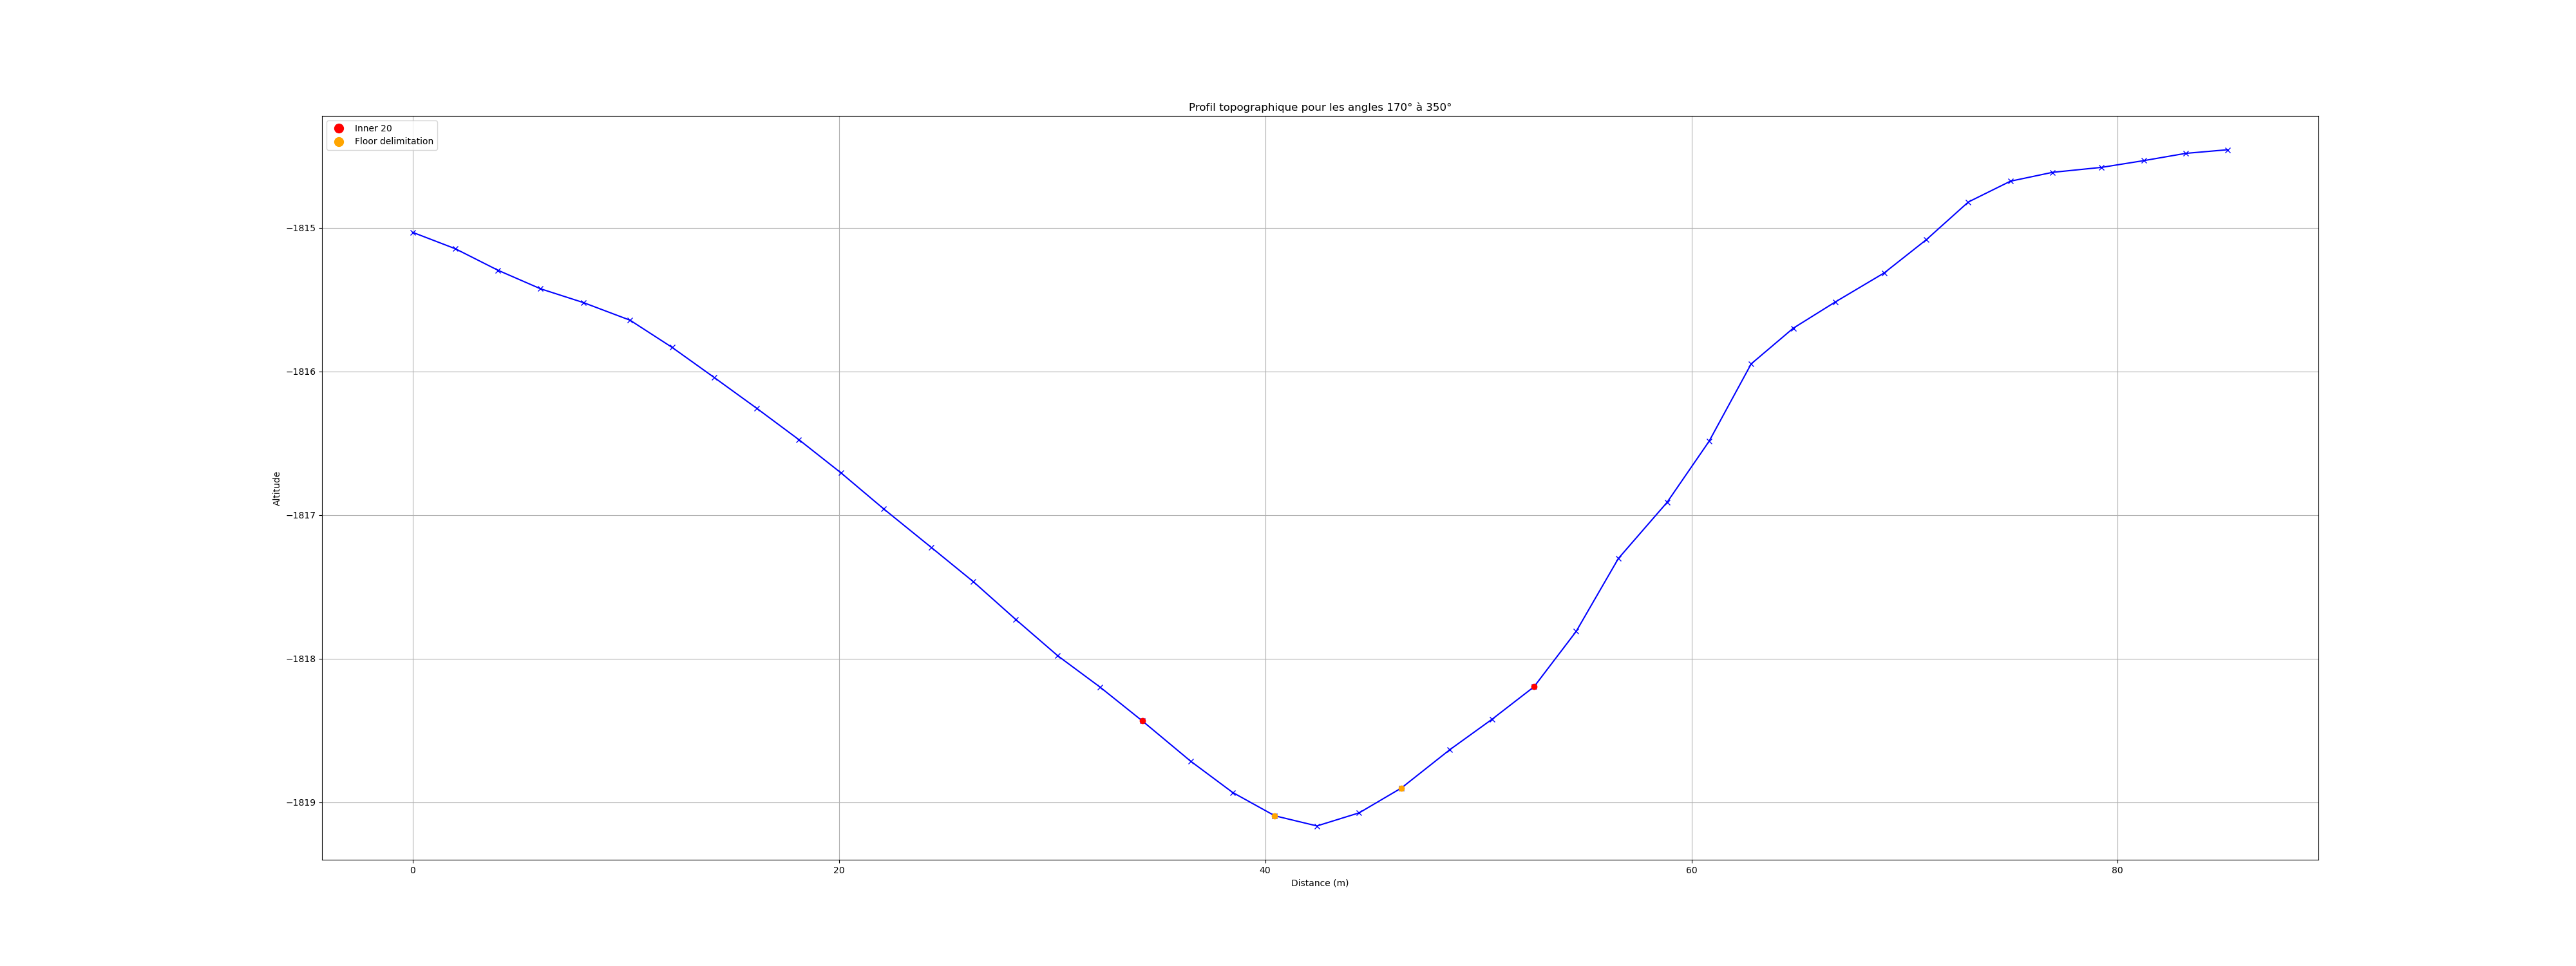 Profil topographique pour les angles 170° à 350°
Inner 20
Floor delimitation
−1815
−1816
−1817
−1818
−1819
Altitude
0
20
40
60
80
Distance (m)